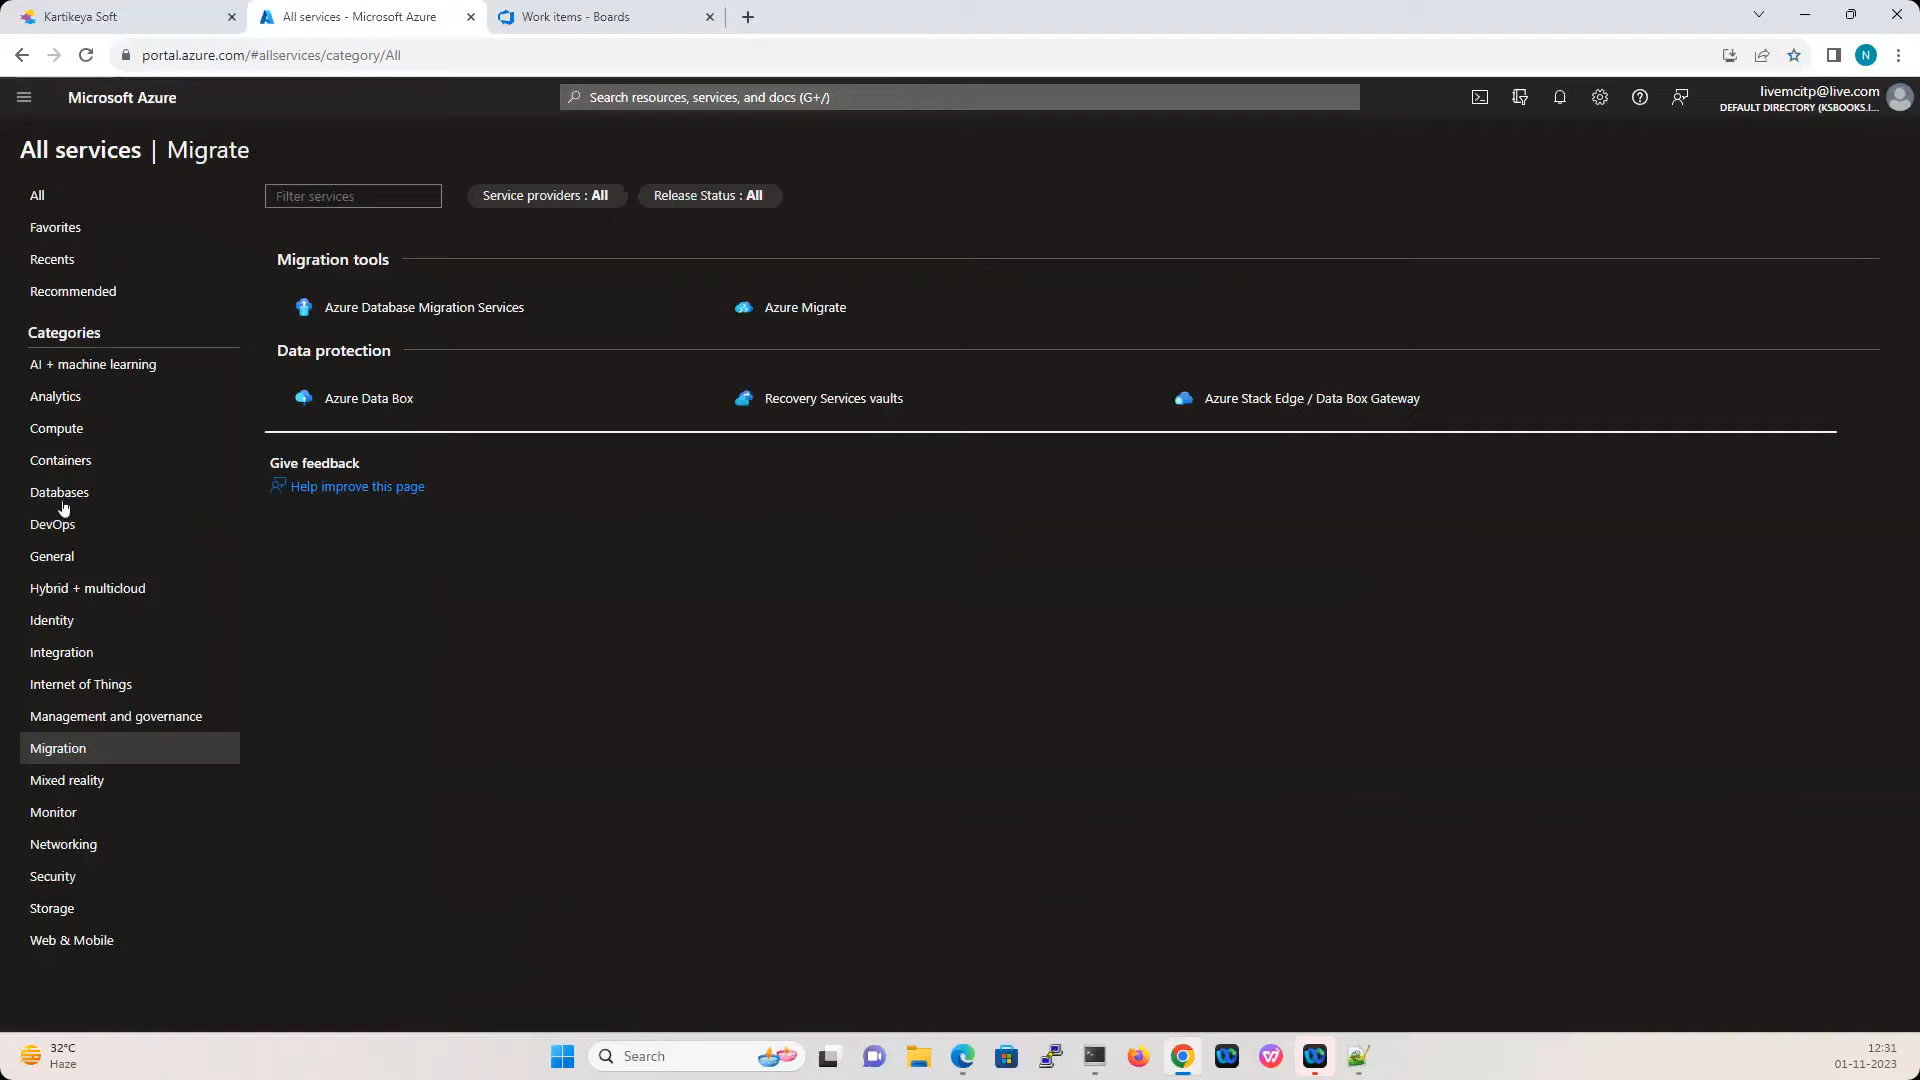 Kartikeya Soft
All services - Microsoft Azure
Work items - Boards
portal.azure.com/#allservices/category/All
N
Microsoft Azure
Search resources, services, and docs (G+/)
livemcitp@live.com
DEFAULT DIRECTORY (KSBOOKS.I...
All services | Migrate
All
Favorites
Recents
Recommended
Categories
AI + machine learning
Analytics
Compute
Containers
Databases
DevOps
General
Hybrid + multicloud
Identity
Integration
Internet of Things
Management and governance
Migration
Mixed reality
Monitor
Networking
Security
Storage
Web & Mobile
Filter services
Service providers : All
Release Status : All
Migration tools
Azure Database Migration Services
Azure Migrate
Data protection
Azure Data Box
Recovery Services vaults
Azure Stack Edge / Data Box Gateway
Give feedback
Help improve this page
32°C
Haze
Search
12:31
01-11-2023